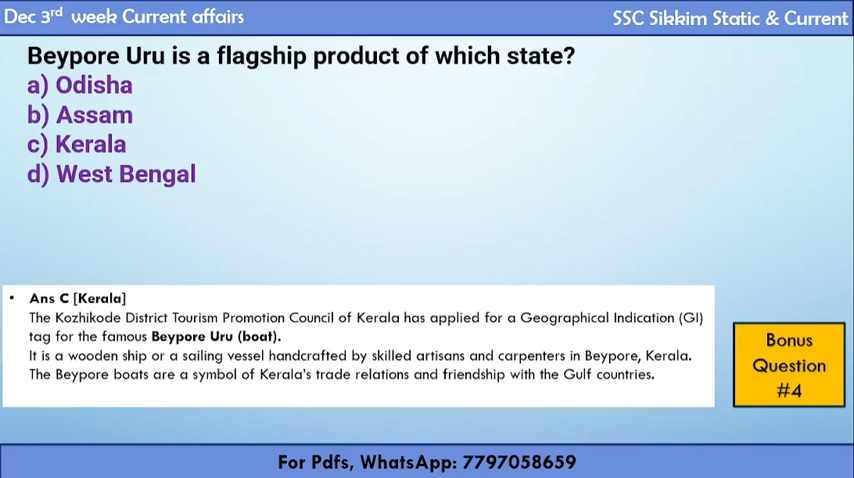 Dec 3rd week Current affairs
SSC Sikkim Static & Current
Beypore Uru is a flagship product of which state?
a) Odisha
b) Assam
c) Kerala
d) West Bengal
• Ans C [Kerala]
The Kozhikode District Tourism Promotion Council of Kerala has applied for a Geographical Indication (GI)
tag for the famous Beypore Uru (boat).
It is a wooden ship or a sailing vessel handcrafted by skilled artisans and carpenters in Beypore, Kerala.
The Beypore boats are a symbol of Kerala's trade relations and friendship with the Gulf countries.
Bonus
Question
#4
For Pdfs, WhatsApp: 7797058659